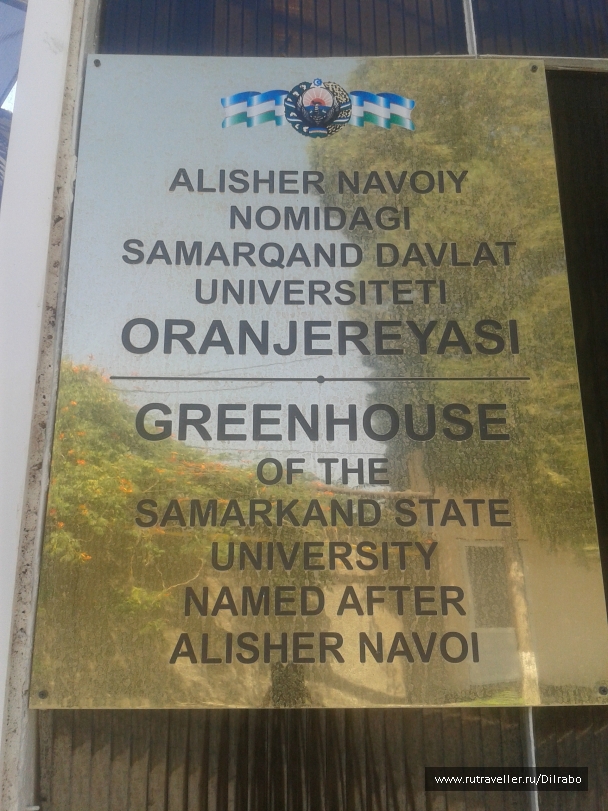 ALISHER NAVOIY
NOMIDAGI
SAMARQAND DAVLAT
UNIVERSITETI
ORANJEREYASI
GREENHOUSE
OF THE
SAMARKAND STATE
UNIVERSITY
NAMED AFTER
ALISHER NAVOI
www.rutraveller.ru/Dilrabo